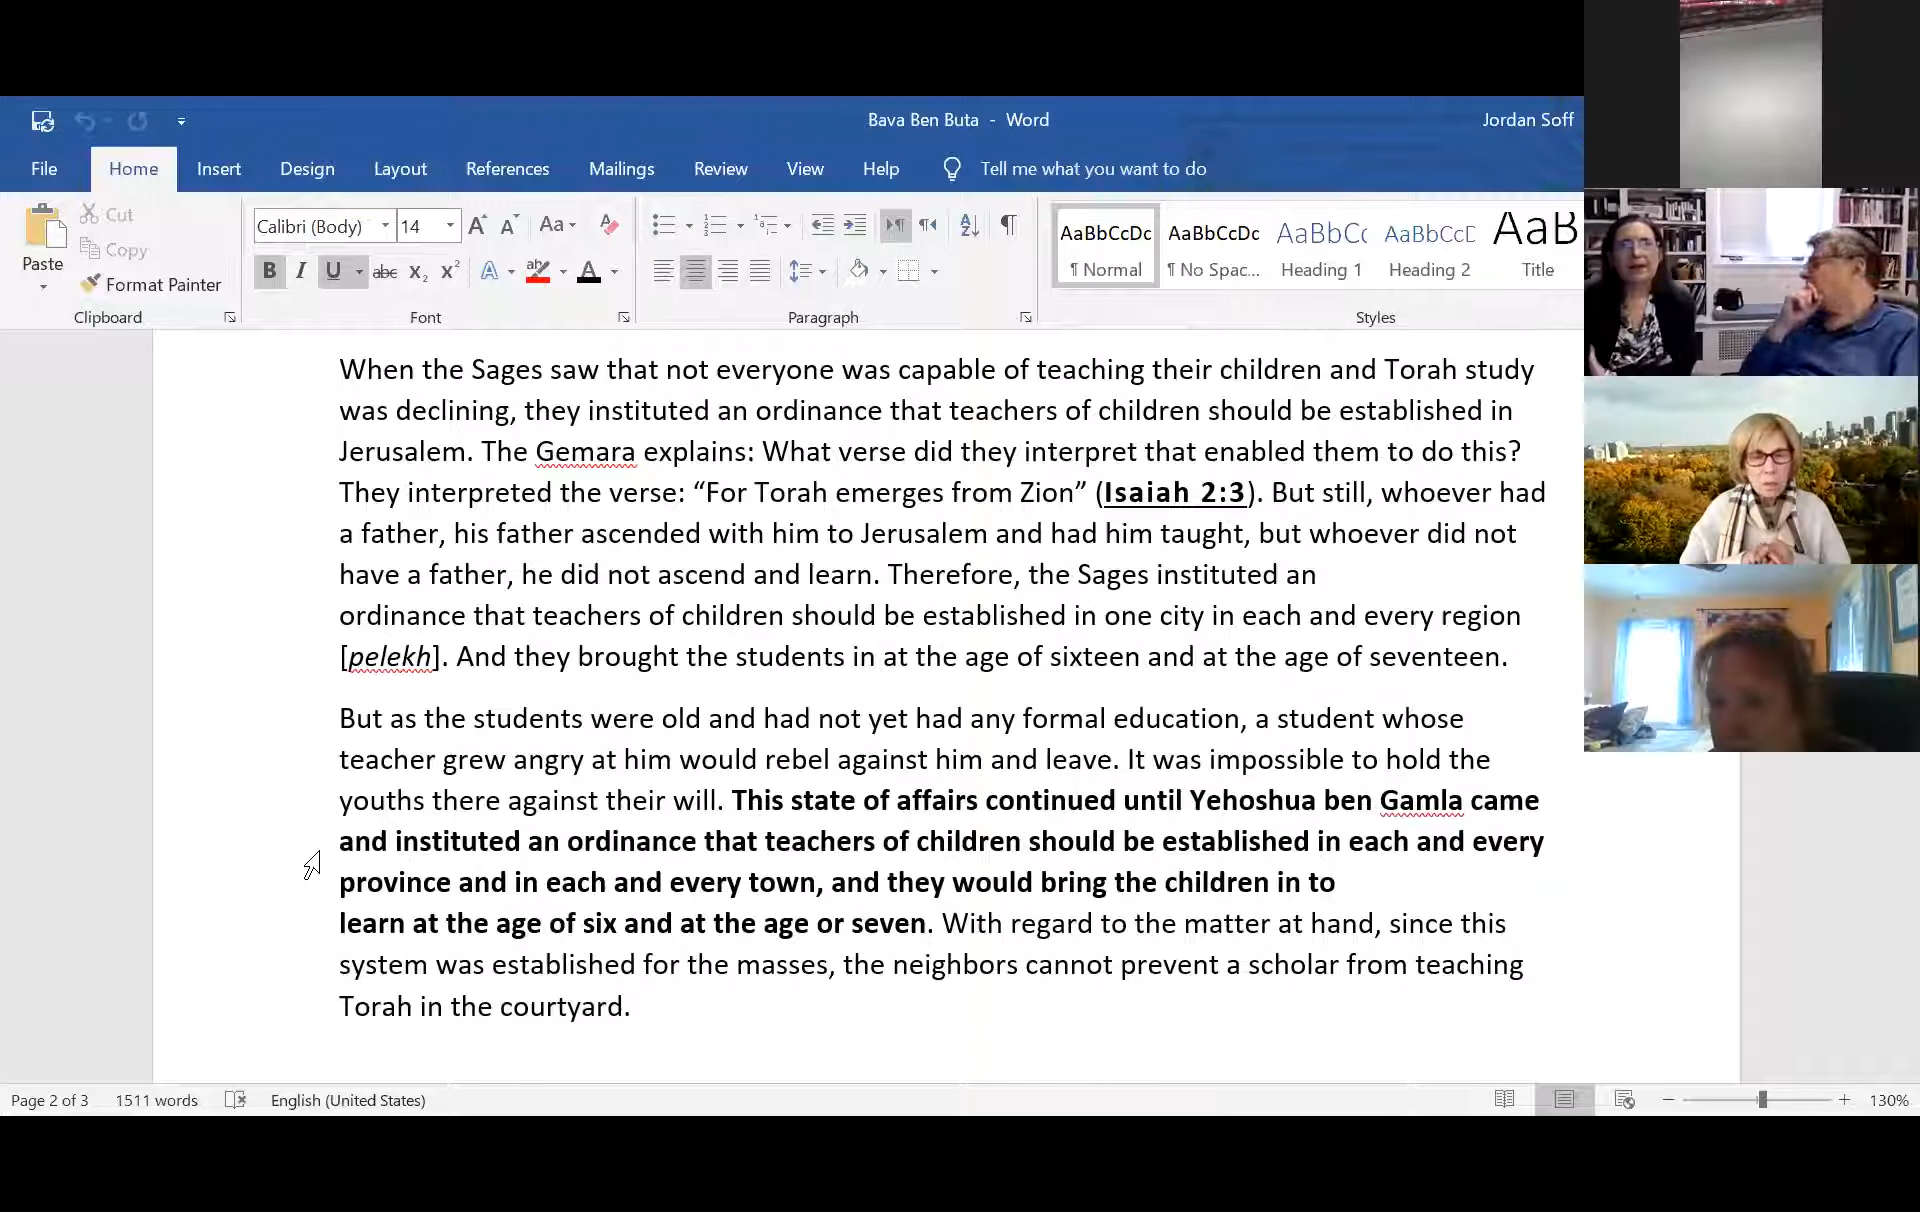 Bava Ben Buta - Word
Jordan Soff
File Home Insert Design Layout References Mailings Review View Help Tell me what you want to do
Paste
Cut
Copy
Format Painter
Clipboard
Calibri (Body) 14 Aa
B I U abc X₂ X² A ab A
Font
Paragraph
AaBbCcDc
¶ Normal
AaBbCcDc
¶ No Spac...
AaBbCc
Heading 1
AaBbCcC
Heading 2
AaB
Title
Styles
When the Sages saw that not everyone was capable of teaching their children and Torah study
was declining, they instituted an ordinance that teachers of children should be established in
Jerusalem. The Gemara explains: What verse did they interpret that enabled them to do this?
They interpreted the verse: “For Torah emerges from Zion” (Isaiah 2:3). But still, whoever had
a father, his father ascended with him to Jerusalem and had him taught, but whoever did not
have a father, he did not ascend and learn. Therefore, the Sages instituted an
ordinance that teachers of children should be established in one city in each and every region
[pelekh]. And they brought the students in at the age of sixteen and at the age of seventeen.
But as the students were old and had not yet had any formal education, a student whose
teacher grew angry at him would rebel against him and leave. It was impossible to hold the
youths there against their will. This state of affairs continued until Yehoshua ben Gamla came
and instituted an ordinance that teachers of children should be established in each and every
province and in each and every town, and they would bring the children in to
learn at the age of six and at the age or seven. With regard to the matter at hand, since this
system was established for the masses, the neighbors cannot prevent a scholar from teaching
Torah in the courtyard.
Page 2 of 3 1511 words English (United States) 130%